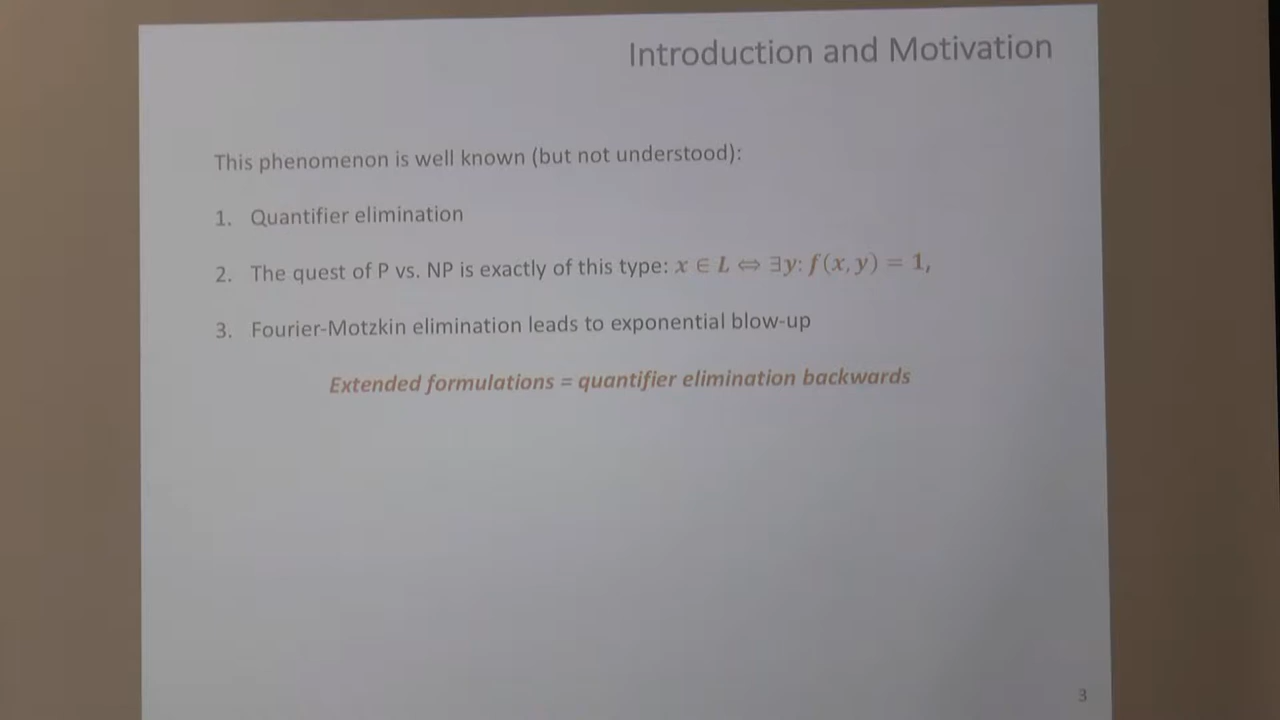 Introduction and Motivation
This phenomenon is well known (but not understood):
1. Quantifier elimination
2. The quest of P vs. NP is exactly of this type: x ∈ L ⇔ ∃y: f(x, y) = 1,
3. Fourier-Motzkin elimination leads to exponential blow-up
Extended formulations = quantifier elimination backwards
3